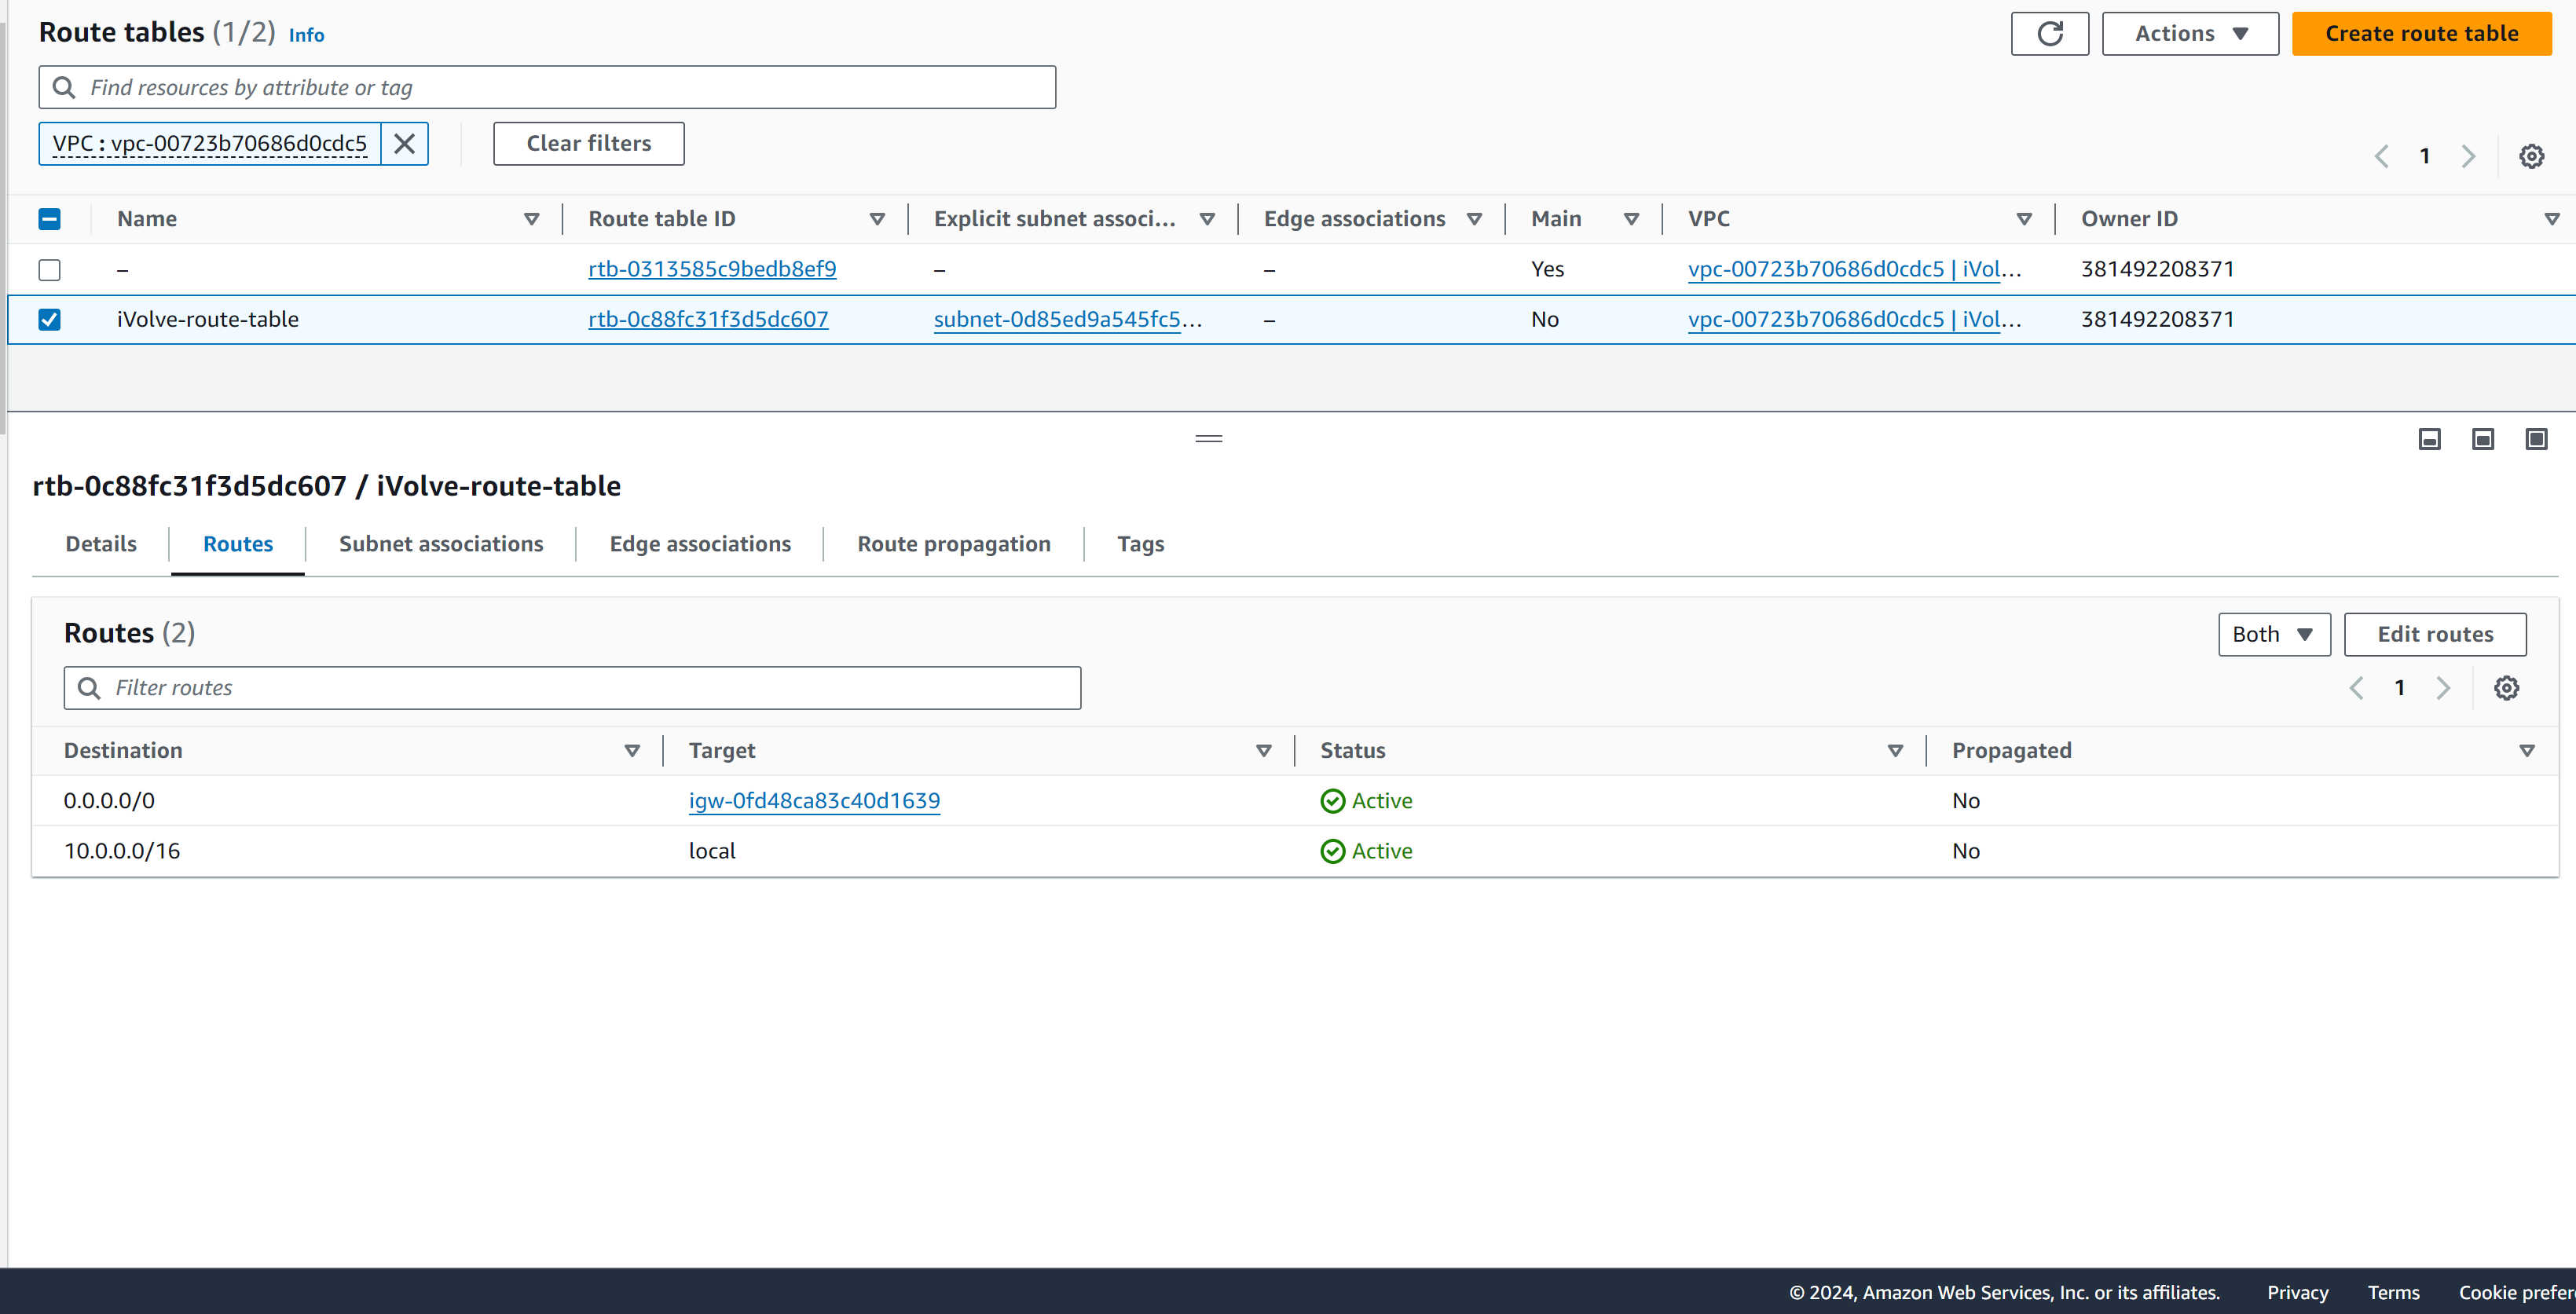 Route tables (1/2) Info
Actions
Create route table
Find resources by attribute or tag
VPC : vpc-00723b70686d0cdc5
Clear filters
1
Name Route table ID Explicit subnet associ... Edge associations Main VPC Owner ID
– rtb-0313585c9bedb8ef9 – – Yes vpc-00723b70686d0cdc5 | iVol... 381492208371
iVolve-route-table rtb-0c88fc31f3d5dc607 subnet-0d85ed9a545fc5... – No vpc-00723b70686d0cdc5 | iVol... 381492208371
rtb-0c88fc31f3d5dc607 / iVolve-route-table
Details Routes Subnet associations Edge associations Route propagation Tags
Routes (2)
Both
Edit routes
Filter routes
1
Destination Target Status Propagated
0.0.0.0/0 igw-0fd48ca83c40d1639 Active No
10.0.0.0/16 local Active No
© 2024, Amazon Web Services, Inc. or its affiliates. Privacy Terms Cookie prefer